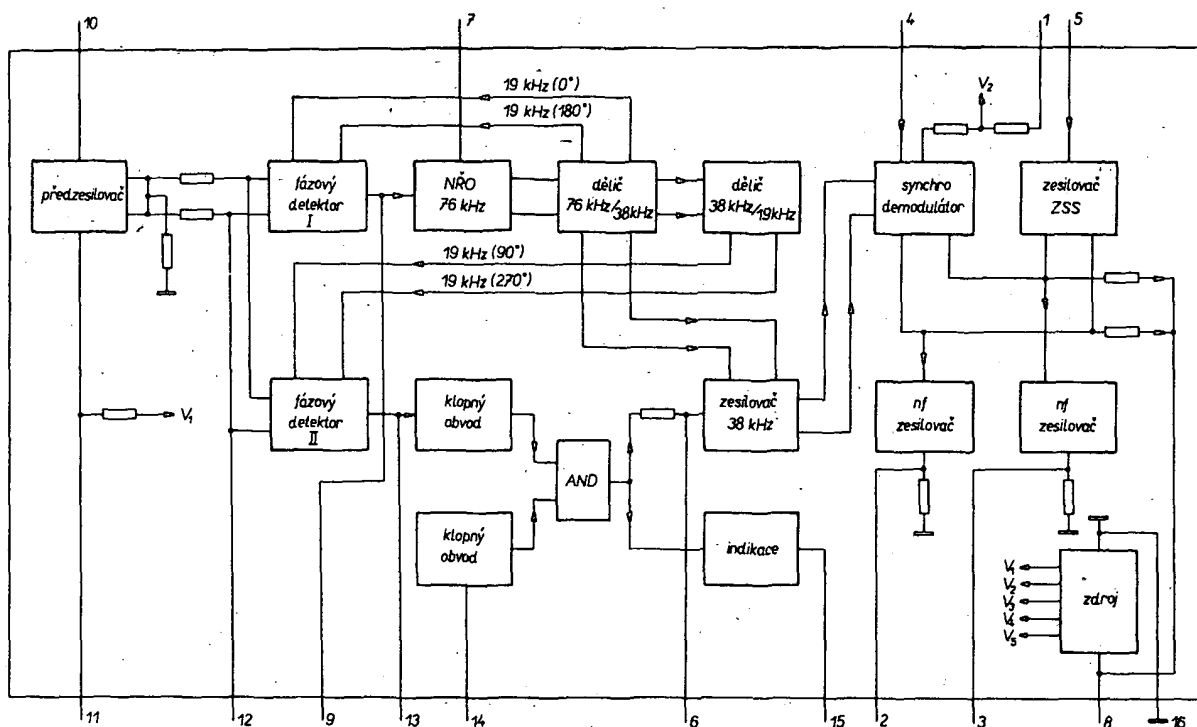 10
7
4
1
5
19 kHz (0°)
19 kHz (180°)
V2
předzesilovač
fázový
detektor
I
NŘO
76 kHz
dělič
76 kHz/38kHz
dělič
38 kHz/19kHz
synchro
demodulátor
zesilovač
ZSS
19 kHz (90°)
19 kHz (270°)
V1
fázový
detektor
II
klopný
obvod
AND
zesilovač
38 kHz
nf
zesilovač
nf
zesilovač
klopný
obvod
indikace
V1
V2
V3
V4
V5
zdroj
11
12
9
13
14
6
15
2
3
8
16